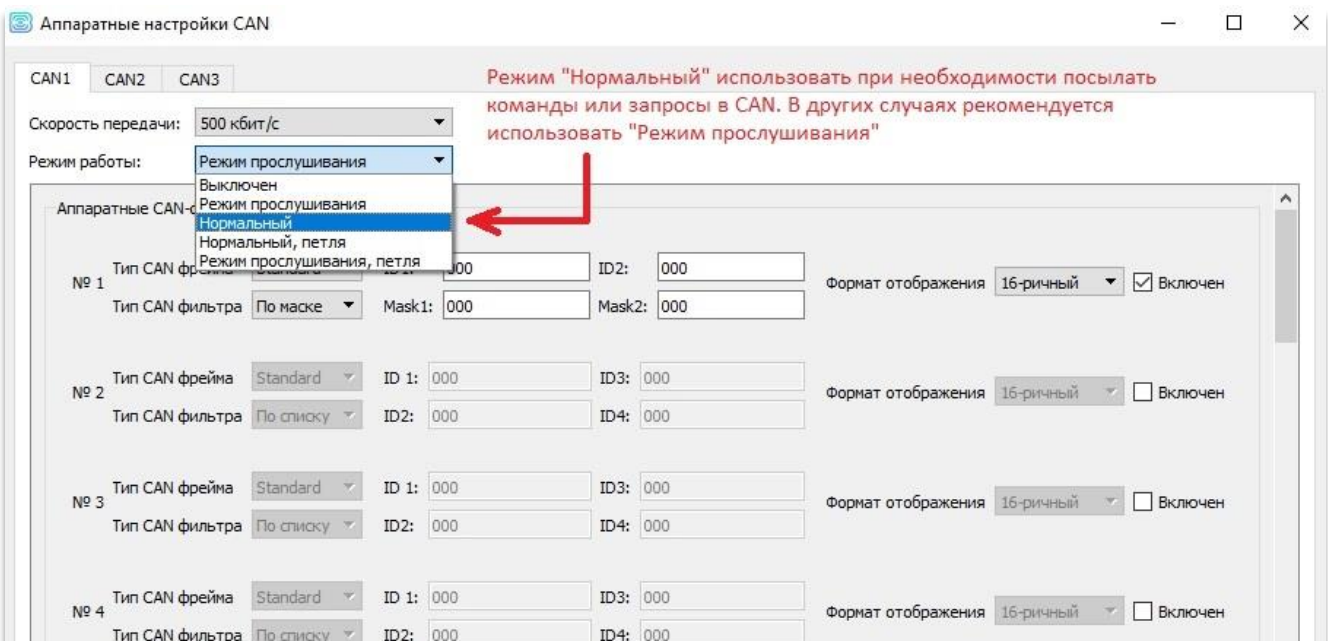 Аппаратные настройки CAN
CAN1 CAN2 CAN3
Режим "Нормальный" использовать при необходимости посылать
команды или запросы в CAN. В других случаях рекомендуется
использовать "Режим прослушивания"
Скорость передачи: 500 кбит/с
Режим работы: Режим прослушивания
Выключен
Режим прослушивания
Нормальный
Нормальный, петля
Режим прослушивания, петля
Аппаратные CAN-
№ 1
Тип CAN 000 ID2: 000
Тип CAN фильтра По маске Mask1: 000 Mask2: 000
Формат отображения 16-ричный Включен
№ 2
Тип CAN фрейма Standard ID 1: 000 ID3: 000
Тип CAN фильтра По списку ID2: 000 ID4: 000
Формат отображения 16-ричный Включен
№ 3
Тип CAN фрейма Standard ID 1: 000 ID3: 000
Тип CAN фильтра По списку ID2: 000 ID4: 000
Формат отображения 16-ричный Включен
№ 4
Тип CAN фрейма Standard ID 1: 000 ID3: 000
Тип CAN фильтра По списку ID2: 000 ID4: 000
Формат отображения 16-ричный Включен